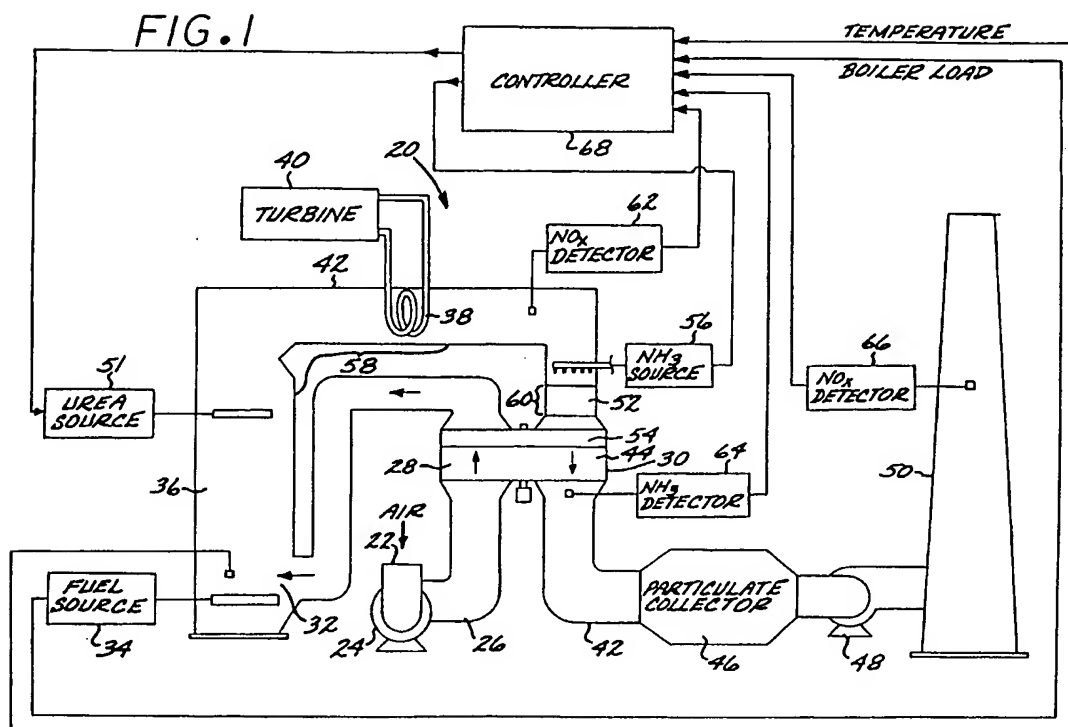 FIG.1
TEMPERATURE
BOILER LOAD
CONTROLLER
68
20
40
TURBINE
62
NOx
DETECTOR
42
38
56
NH3
SOURCE
66
NOx
DETECTOR
58
51
UREA
SOURCE
60
52
54
44
28
30
64
NH3
DETECTOR
50
36
AIR
22
FUEL
SOURCE
34
32
24
26
42
PARTICULATE
COLLECTOR
46
48